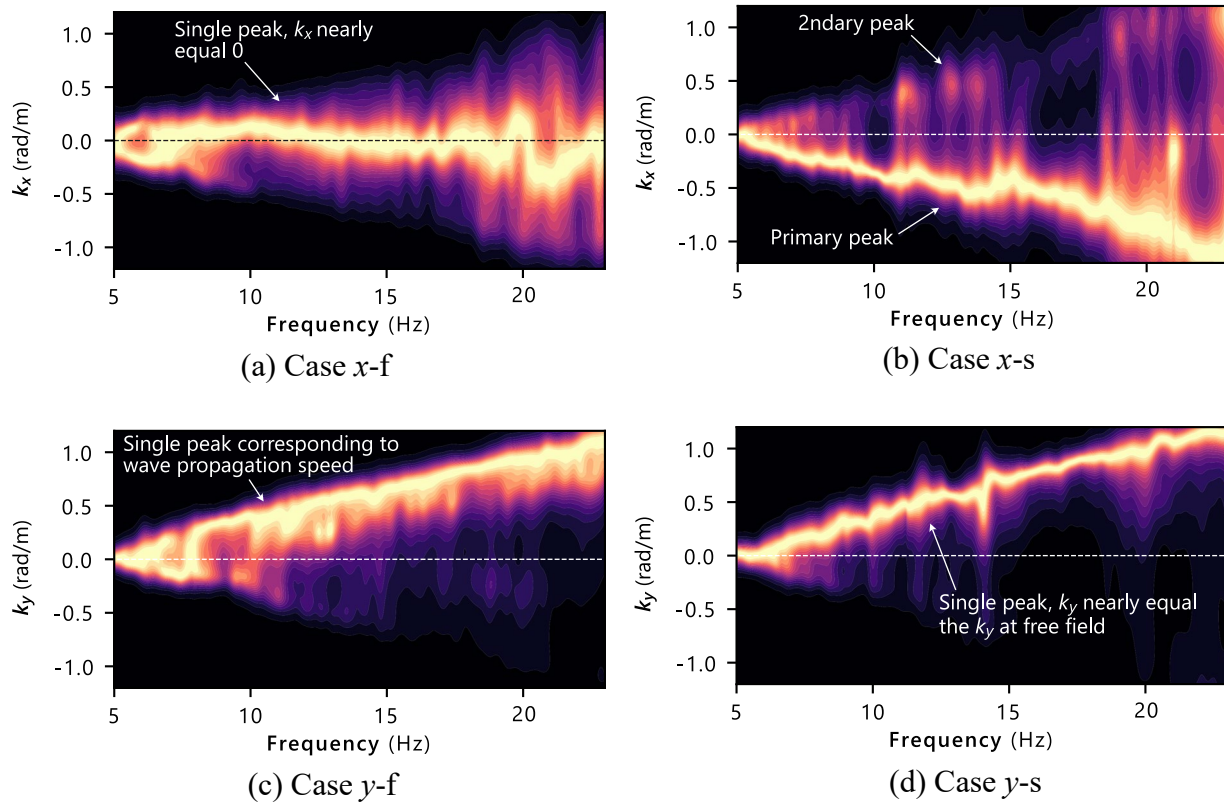 Single peak, kx nearly
equal 0
1.0
0.5
0.0
-0.5
-1.0
kx (rad/m)
5
10
15
20
Frequency (Hz)
(a) Case x-f
2ndary peak
Primary peak
1.0
0.5
0.0
-0.5
-1.0
kx (rad/m)
5
10
15
20
Frequency (Hz)
(b) Case x-s
Single peak corresponding to
wave propagation speed
1.0
0.5
0.0
-0.5
-1.0
ky (rad/m)
5
10
15
20
Frequency (Hz)
(c) Case y-f
Single peak, ky nearly equal
the ky at free field
1.0
0.5
0.0
-0.5
-1.0
ky (rad/m)
5
10
15
20
Frequency (Hz)
(d) Case y-s